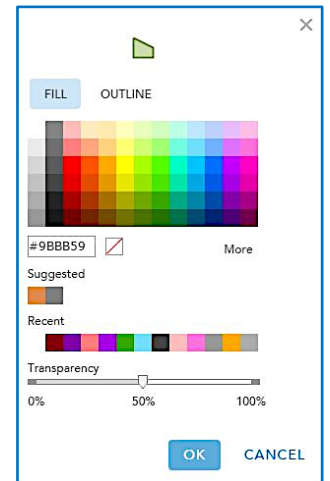 FILL OUTLINE
#9BBB59 More
Suggested
Recent
Transparency
0% 50% 100%
OK CANCEL